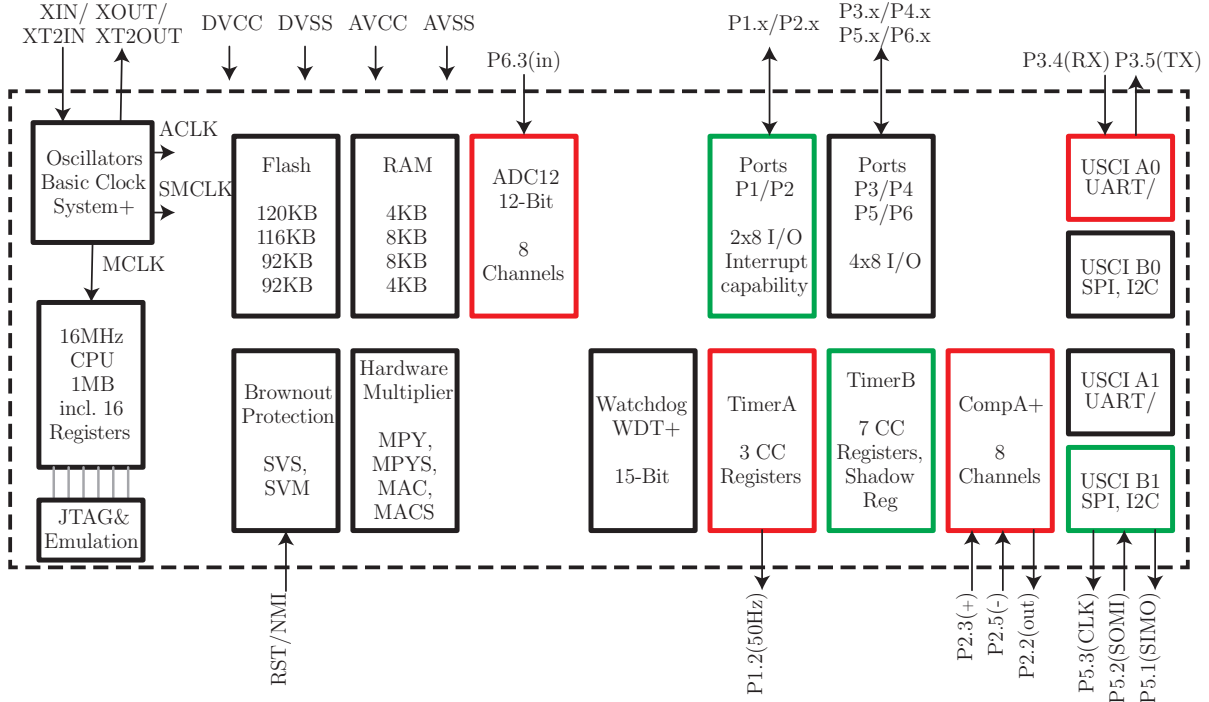 XIN/
XT2IN
XOUT/
XT2OUT
DVCC
DVSS
AVCC
AVSS
P6.3(in)
P1.x/P2.x
P3.x/P4.x
P5.x/P6.x
P3.4(RX)
P3.5(TX)
Oscillators
Basic Clock
System+
ACLK
SMCLK
MCLK
Flash
120KB
116KB
92KB
92KB
RAM
4KB
8KB
8KB
4KB
ADC12
12-Bit
8
Channels
Ports
P1/P2
2x8 I/O
Interrupt
capability
Ports
P3/P4
P5/P6
4x8 I/O
USCI A0
UART/
USCI B0
SPI, I2C
16MHz
CPU
1MB
incl. 16
Registers
JTAG&
Emulation
Brownout
Protection
SVS,
SVM
Hardware
Multiplier
MPY,
MPYS,
MAC,
MACS
Watchdog
WDT+
15-Bit
TimerA
3 CC
Registers
TimerB
7 CC
Registers,
Shadow
Reg
CompA+
8
Channels
USCI A1
UART/
USCI B1
SPI, I2C
RST/NMI
P1.2(50Hz)
P2.3(+)
P2.5(-)
P2.2(out)
P5.3(CLK)
P5.2(SOMI)
P5.1(SIMO)